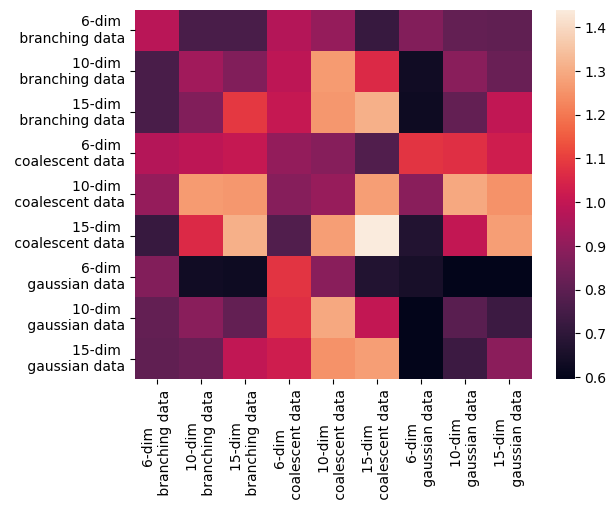 6-dim
branching data
10-dim
branching data
15-dim
branching data
6-dim
coalescent data
10-dim
coalescent data
15-dim
coalescent data
6-dim
gaussian data
10-dim
gaussian data
15-dim
gaussian data
1.4
1.3
1.2
1.1
1.0
0.9
0.8
0.7
0.6
6-dim
branching data
10-dim
branching data
15-dim
branching data
6-dim
coalescent data
10-dim
coalescent data
15-dim
coalescent data
6-dim
gaussian data
10-dim
gaussian data
15-dim
gaussian data